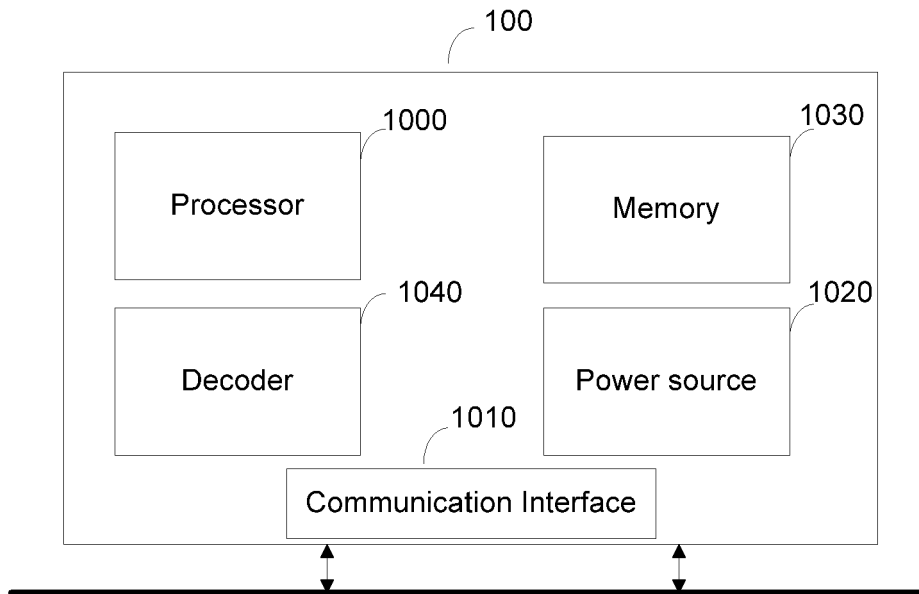 100
1000
Processor
1030
Memory
1040
Decoder
1020
Power source
1010
Communication Interface